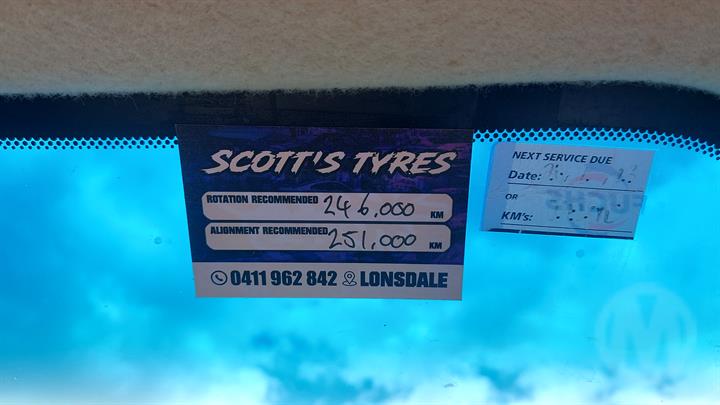 SCOTT'S TYRES
ROTATION RECOMMENDED 246,000 KM
ALIGNMENT RECOMMENDED 251,000 KM
0411 962 842 LONSDALE
NEXT SERVICE DUE
Date:
OR
KM's:
FUCHS
M